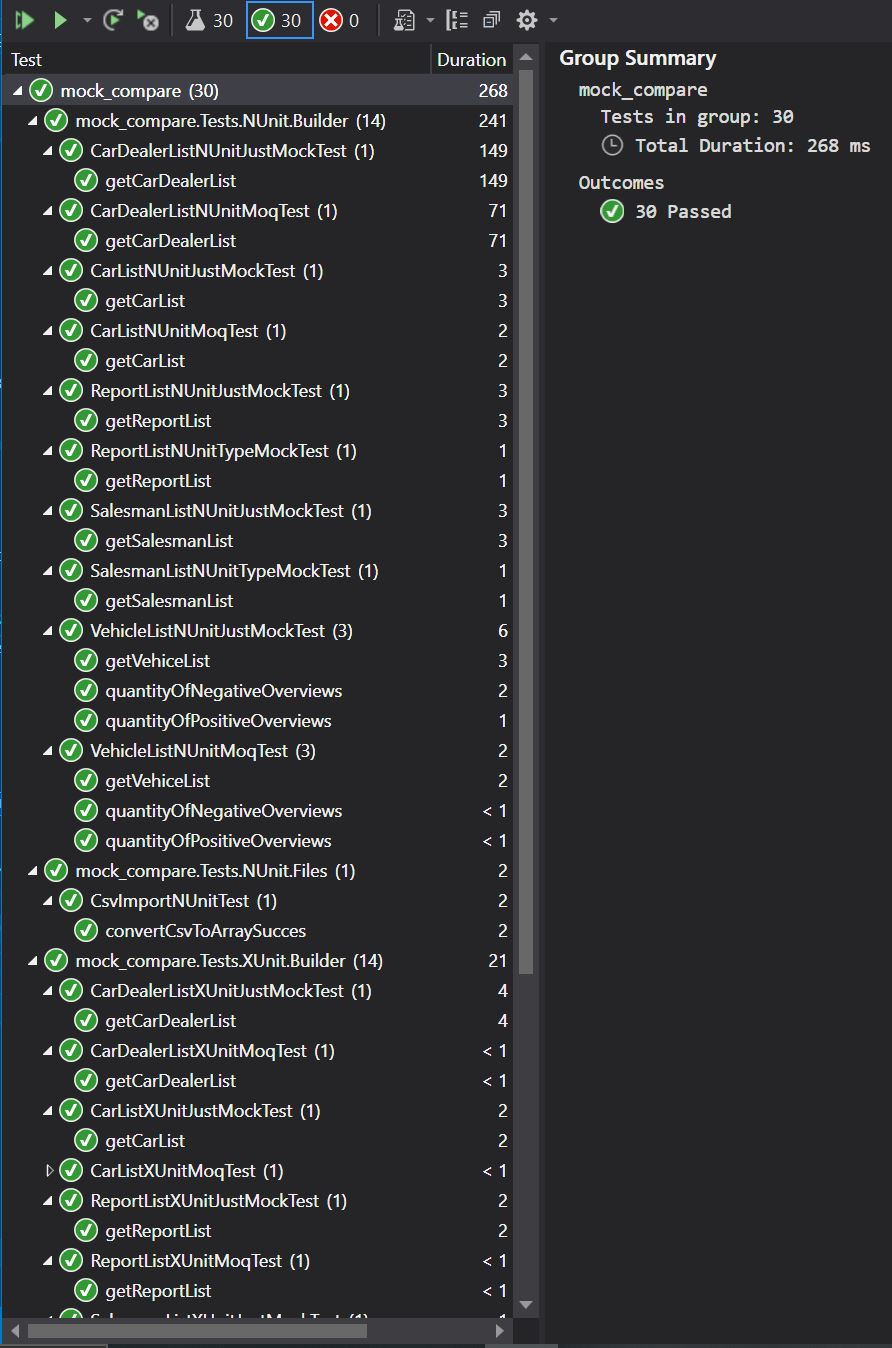 30 30 0
Test Duration
mock_compare (30) 268
mock_compare.Tests.NUnit.Builder (14) 241
CarDealerListNUnitJustMockTest (1) 149
getCarDealerList 149
CarDealerListNUnitMoqTest (1) 71
getCarDealerList 71
CarListNUnitJustMockTest (1) 3
getCarList 3
CarListNUnitMoqTest (1) 2
getCarList 2
ReportListNUnitJustMockTest (1) 3
getReportList 3
ReportListNUnitTypeMockTest (1) 1
getReportList 1
SalesmanListNUnitJustMockTest (1) 3
getSalesmanList 3
SalesmanListNUnitTypeMockTest (1) 1
getSalesmanList 1
VehicleListNUnitJustMockTest (3) 6
getVehiceList 3
quantityOfNegativeOverviews 2
quantityOfPositiveOverviews 1
VehicleListNUnitMoqTest (3) 2
getVehiceList 2
quantityOfNegativeOverviews < 1
quantityOfPositiveOverviews < 1
mock_compare.Tests.NUnit.Files (1) 2
CsvImportNUnitTest (1) 2
convertCsvToArraySucces 2
mock_compare.Tests.XUnit.Builder (14) 21
CarDealerListXUnitJustMockTest (1) 4
getCarDealerList 4
CarDealerListXUnitMoqTest (1) < 1
getCarDealerList < 1
CarListXUnitJustMockTest (1) 2
getCarList 2
CarListXUnitMoqTest (1) < 1
ReportListXUnitJustMockTest (1) 2
getReportList 2
ReportListXUnitMoqTest (1) < 1
getReportList < 1
Group Summary
mock_compare
Tests in group: 30
Total Duration: 268 ms
Outcomes
30 Passed